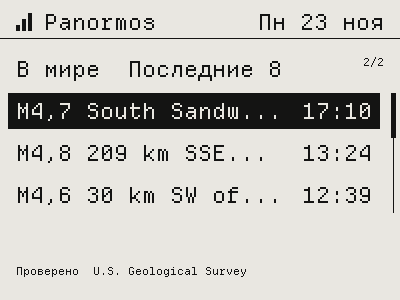 Panormos Пн 23 ноя
В мире Последние 8 2/2
M4,7 South Sandw... 17:10
M4,8 209 km SSE... 13:24
M4,6 30 km SW of... 12:39
Проверено U.S. Geological Survey